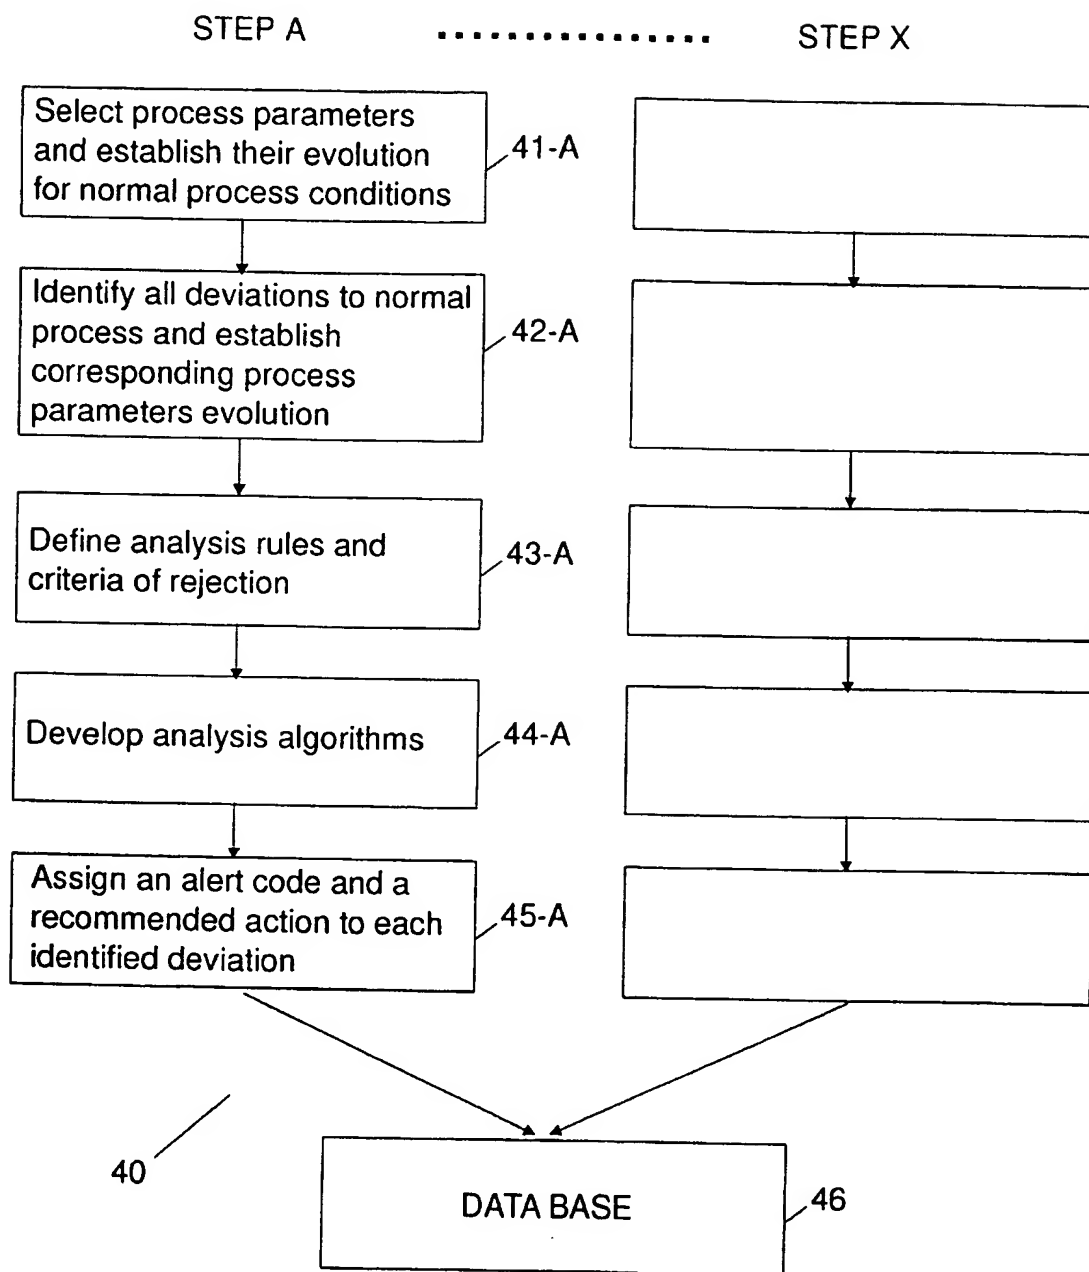 STEP A ............... STEP X
Select process parameters
and establish their evolution
for normal process conditions
41-A
Identify all deviations to normal
process and establish
corresponding process
parameters evolution
42-A
Define analysis rules and
criteria of rejection
43-A
Develop analysis algorithms
44-A
Assign an alert code and a
recommended action to each
identified deviation
45-A
40
DATA BASE
46